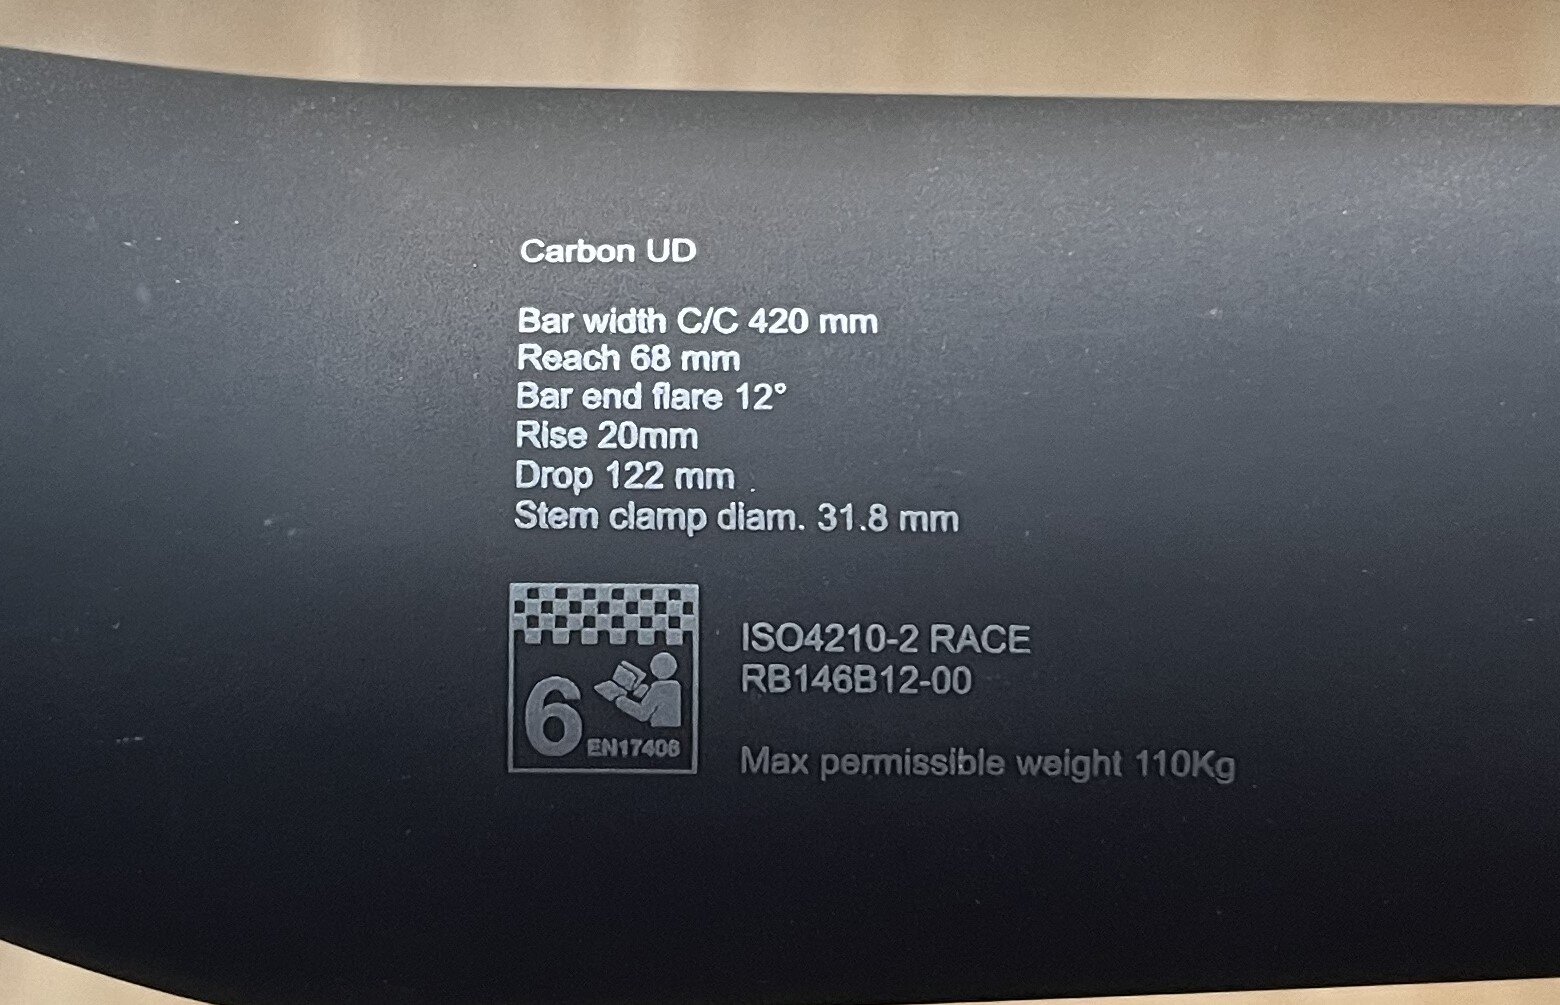 Carbon UD
Bar width C/C 420 mm
Reach 68 mm
Bar end flare 12°
Rise 20mm
Drop 122 mm
Stem clamp diam. 31.8 mm
6
EN17406
ISO4210-2 RACE
RB146B12-00
Max permissible weight 110Kg